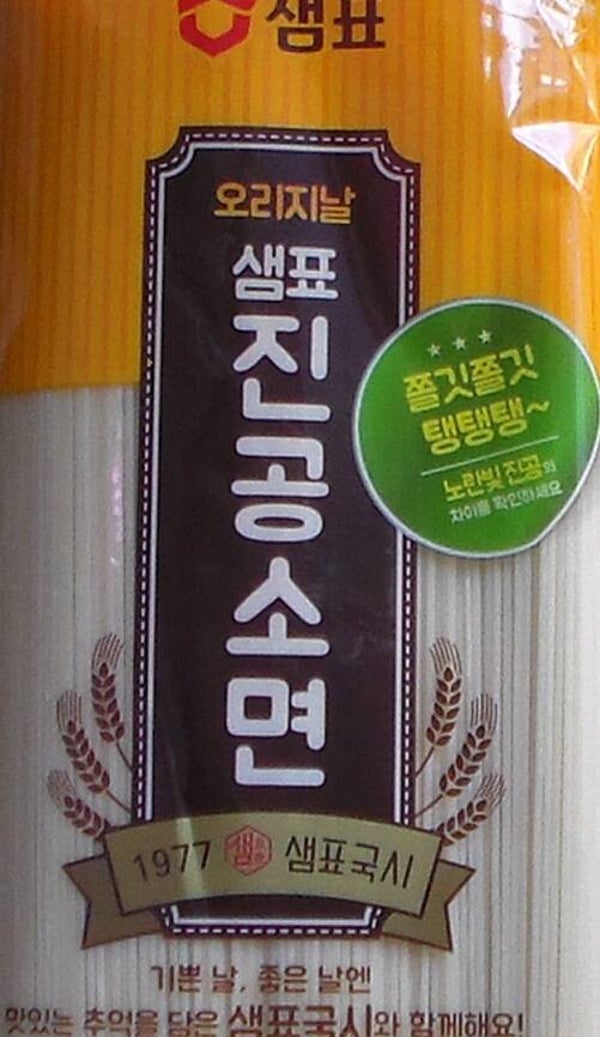 샘표
오리지날
샘표
진공소면
쫄깃쫄깃
탱탱탱~
노란빛 진공의
차이를 확인하세요
1977 샘표 샘표국시
기쁜 날, 좋은 날엔
맛있는 추억을 담은 샘표국시와 함께해요!